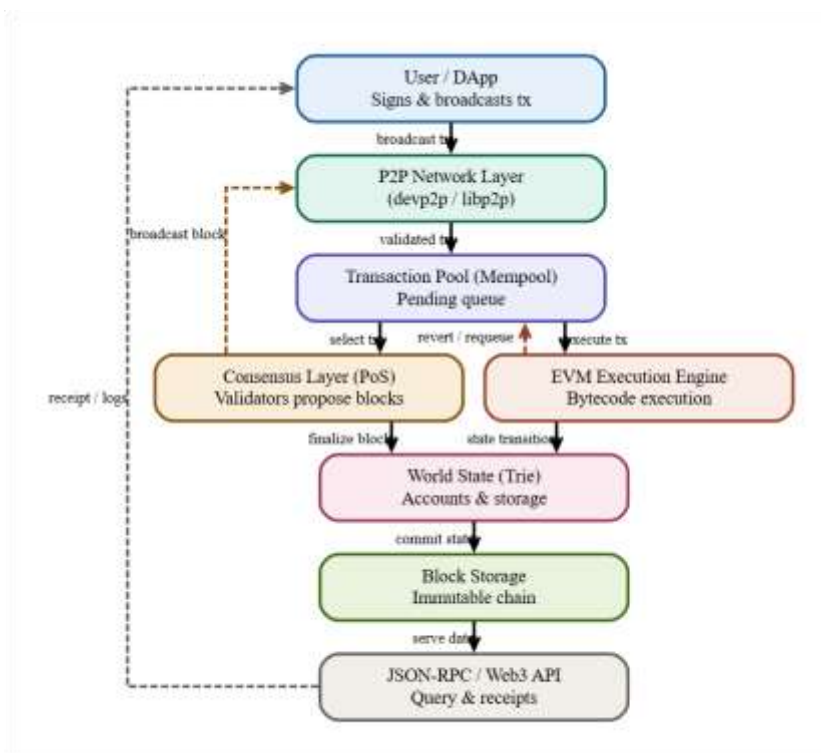 User / DApp
Signs & broadcasts tx
broadcast tx
P2P Network Layer
(devp2p / libp2p)
broadcast block
validated tx
Transaction Pool (Mempool)
Pending queue
select tx
revert / requeue
execute tx
Consensus Layer (PoS)
Validators propose blocks
EVM Execution Engine
Bytecode execution
receipt / logs
finalize block
state transition
World State (Trie)
Accounts & storage
commit state
Block Storage
Immutable chain
serve data
JSON-RPC / Web3 API
Query & receipts